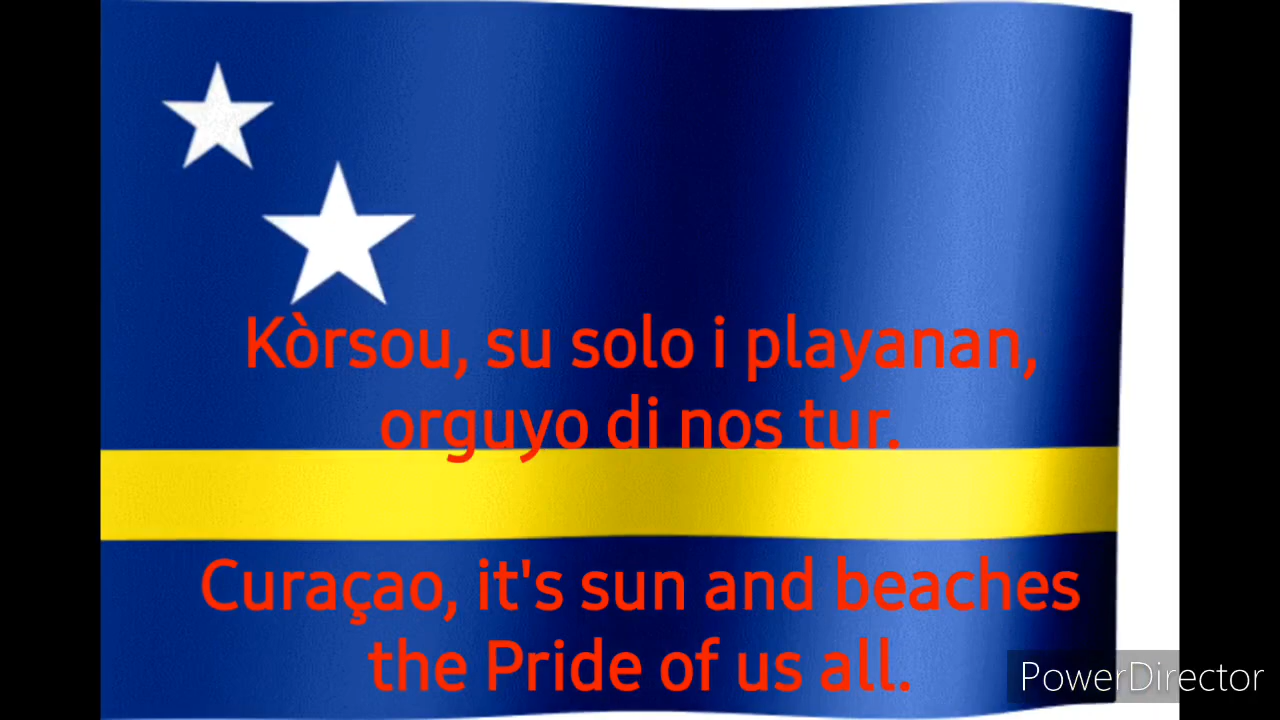 Kòrsou, su solo i playanan,
orguyo di nos tur.
Curaçao, it's sun and beaches
the Pride of us all.
PowerDirector